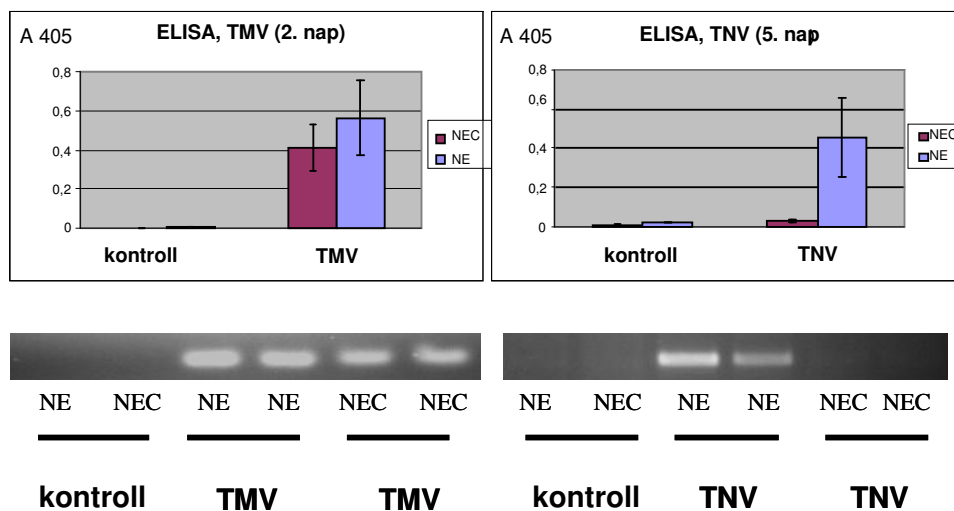 A 405
ELISA, TMV (2. nap)
0,8
0,6
0,4
0,2
0
kontroll
TMV
NEC
NE
A 405
ELISA, TNV (5. nap
0,8
0,6
0,4
0,2
0
kontroll
TNV
NEC
NE
NE NEC NE NE NEC NEC
kontroll TMV TMV
NE NEC NE NE NEC NEC
kontroll TNV TNV